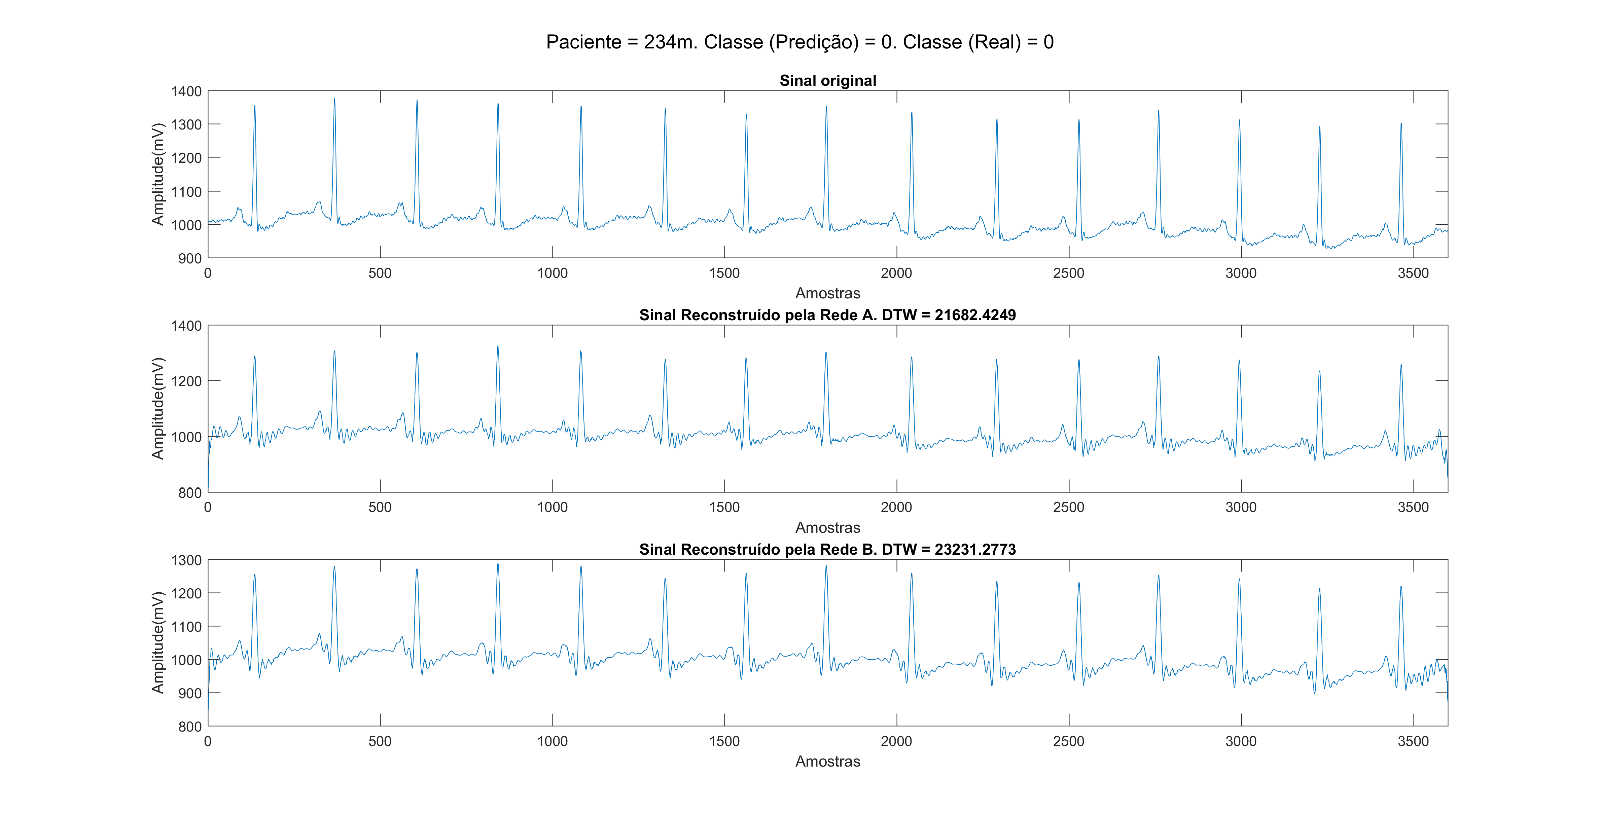 Paciente = 234m. Classe (Predição) = 0. Classe (Real) = 0
Sinal original
1400
1300
1200
1100
1000
900
Amplitude(mV)
0 500 1000 1500 2000 2500 3000 3500
Amostras
Sinal Reconstruído pela Rede A. DTW = 21682.4249
1400
1200
1000
800
Amplitude(mV)
0 500 1000 1500 2000 2500 3000 3500
Amostras
Sinal Reconstruído pela Rede B. DTW = 23231.2773
1300
1200
1100
1000
900
800
Amplitude(mV)
0 500 1000 1500 2000 2500 3000 3500
Amostras